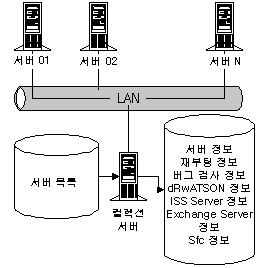 서버 01
서버 02
서버 N
LAN
서버 목록
컬렉션
서버
서버 정보
재부팅 정보
버그 검사 정보
dRwATSON 정보
ISS Server 정보
Exchange Server
정보
Sfc 정보